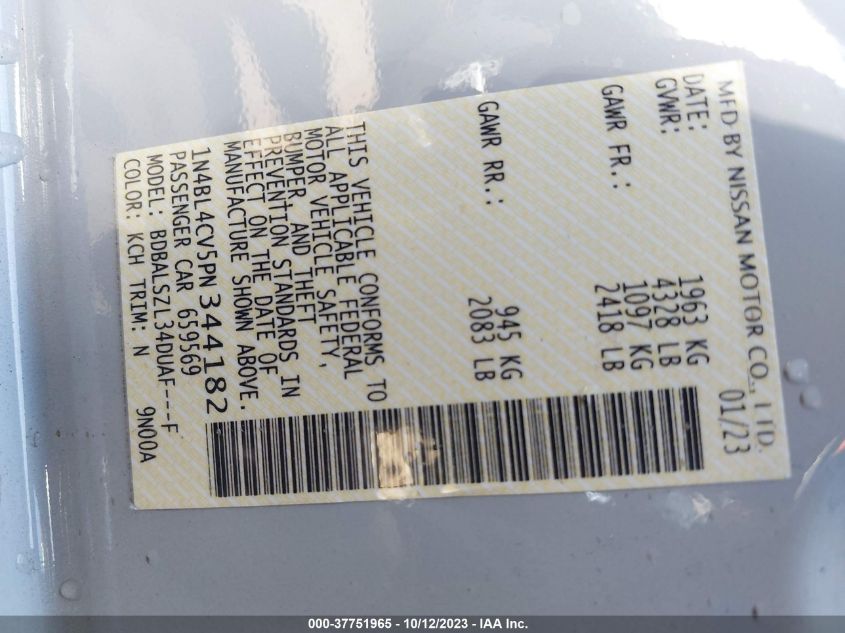 MFD BY NISSAN MOTOR CO., LTD.
DATE: 01/23
GVWR: 1963 KG
4328 LB
GAWR FR.: 1097 KG
2418 LB
GAWR RR.: 945 KG
2083 LB
THIS VEHICLE CONFORMS TO
ALL APPLICABLE FEDERAL
MOTOR VEHICLE SAFETY,
BUMPER, AND THEFT
PREVENTION STANDARDS IN
EFFECT ON THE DATE OF
MANUFACTURE SHOWN ABOVE.
1N4BL4CV5PN344182
PASSENGER CAR 659569
MODEL: BDBALSZL34DUAF---F
COLOR: KCH TRIM: N 9N00A
000-37751965 - 10/12/2023 - IAA Inc.